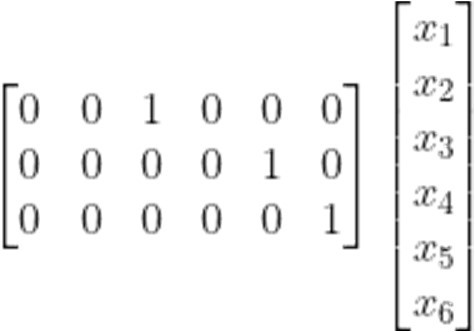 [0 0 1 0 0 0] [x₁]
[0 0 0 0 1 0] [x₂]
[0 0 0 0 0 1] [x₃]
[x₄]
[x₅]
[x₆]